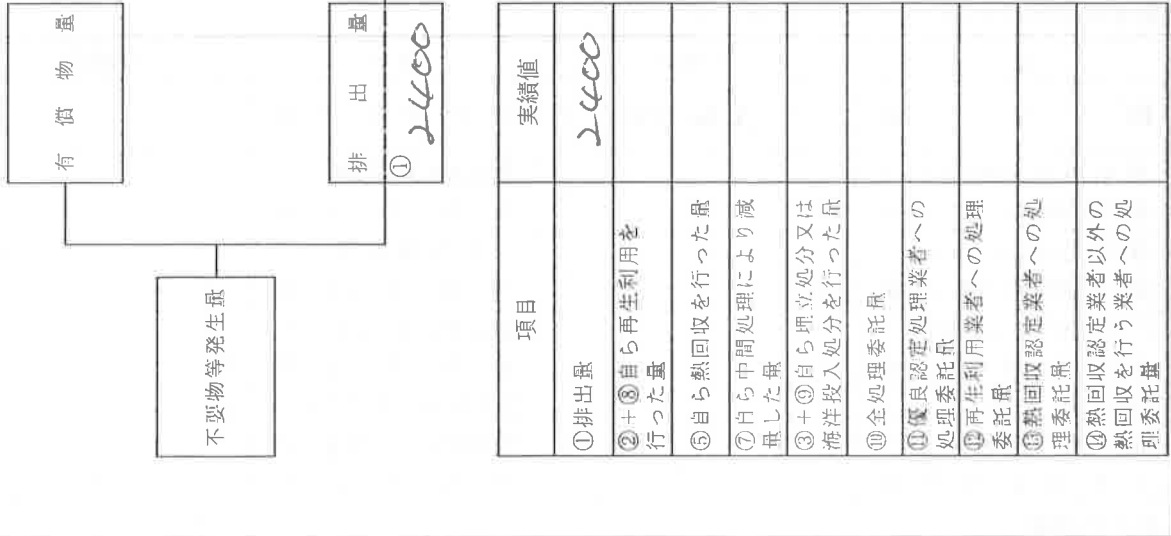 不要物等発生量
有償物量
排出量
①
2400
項目
実績値
①排出量
2400
②+⑧自ら再生利用を
行った量
⑤自ら熱回収を行った量
⑦自ら中間処理により減
量した量
③+⑨自ら埋立処分又は
海洋投入処分を行った量
⑩全処理委託量
⑪優良認定処理業者への
処理委託量
⑫再生利用業者への処理
委託量
⑬熱回収認定業者への処
理委託量
⑭熱回収認定業者以外の
熱回収を行う業者への処
理委託量